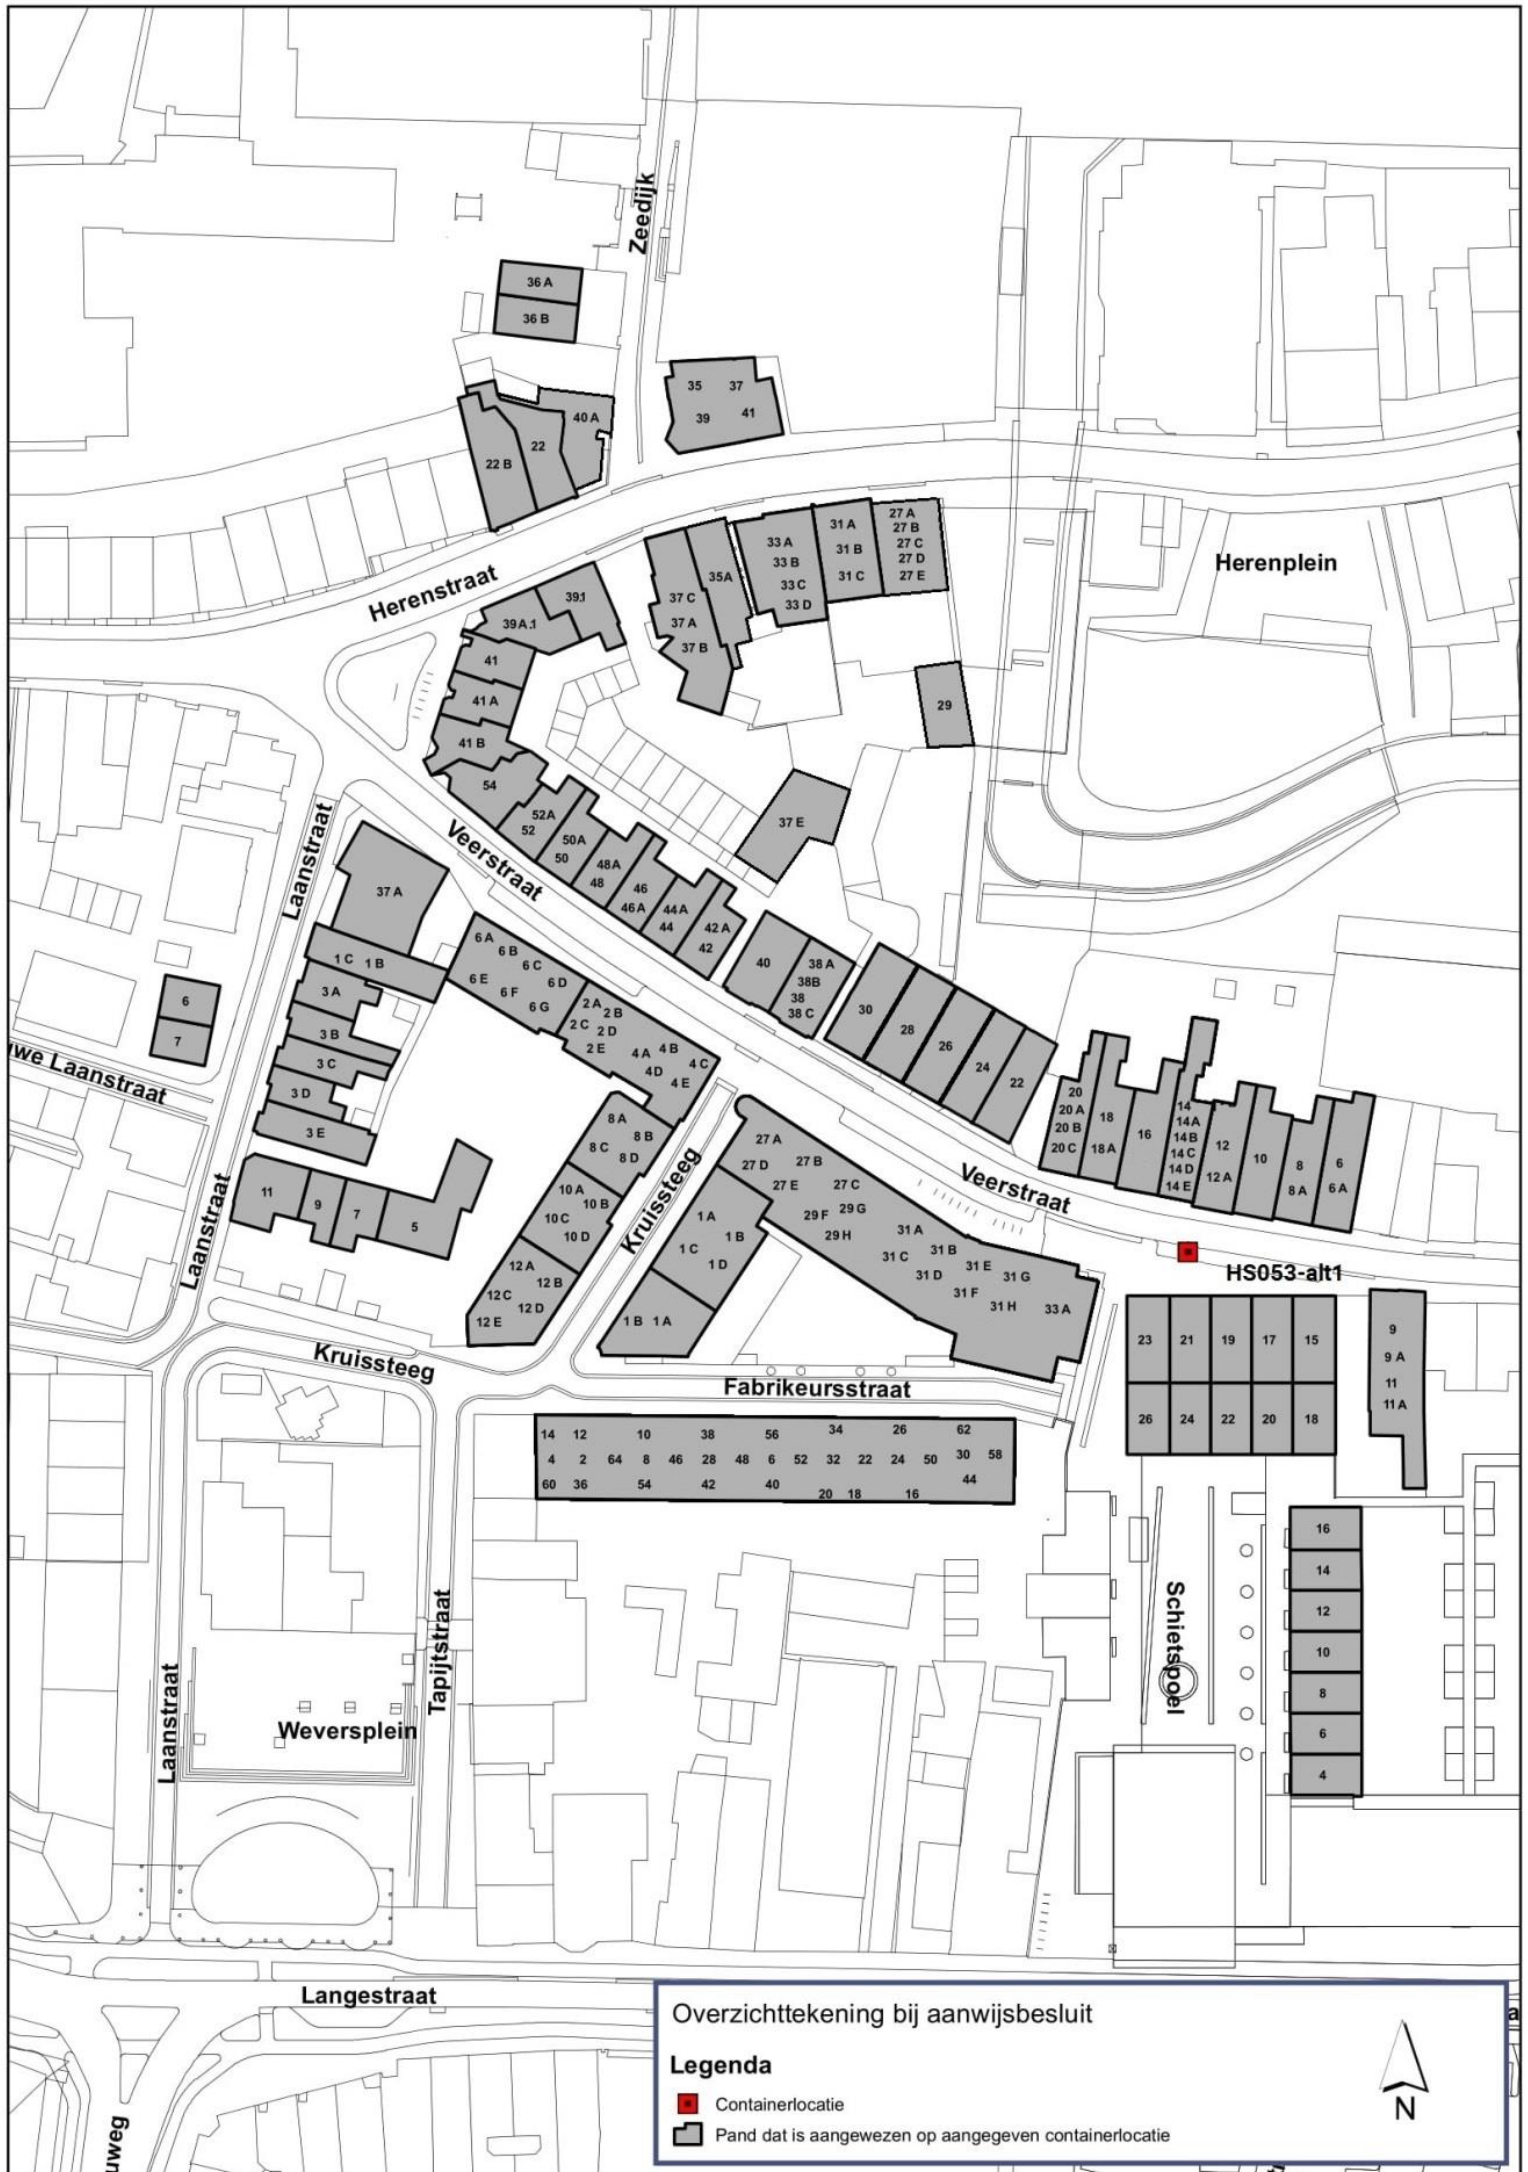 Zeedijk
36 A
36 B
40 A
22
22 B
35 37
39 41
Herenstraat
Herenplein
27 A
27 B
27 C
27 D
27 E
31 A
31 B
31 C
33 A
33 B
33 C
33 D
35A
37 C
37 A
37 B
39.1
39 A.1
41
41 A
41 B
54
29
37 E
52A
52
50A
50
48A
48
46
46A
44 A
44
42 A
42
Veerstraat
40
38 A
38B
38
38 C
30
28
26
24
22
Laanstraat
37 A
1 C 1 B
3 A
3 B
3 C
3 D
3 E
6
7
uwe Laanstraat
6 A
6 B
6 C
6 D
6 E
6 F
6 G
2 A
2 B
2 C
2 D
2 E
4 A
4 B
4 C
4 D
4 E
20
20 A
20 B
20 C
18
18 A
16
14
14 A
14 B
14 C
14 D
14 E
12
12 A
10
8
8 A
6
6 A
Veerstraat
8 A
8 B
8 C
8 D
10 A
10 B
10 C
10 D
12 A
12 B
12 C
12 D
12 E
Kruissteeg
11
9
7
5
Laanstraat
27 A
27 B
27 D
27 E
27 C
29 F
29 G
29 H
31 A
31 B
31 C
31 D
31 E
31 F
31 G
31 H
33 A
1 A
1 B
1 C
1 D
1 B 1 A
HS053-alt1
Kruissteeg
Fabrikeursstraat
23 21 19 17 15
26 24 22 20 18
9
9 A
11
11 A
14 12 10 38 56 34 26 62
4 2 64 8 46 28 48 6 52 32 22 24 50 30 58
60 36 54 42 40 20 18 16 44
16
14
12
10
8
6
4
Schietspoel
Tapijtstraat
Laanstraat
Weversplein
Langestraat
uweg
Overzichttekening bij aanwijsbesluit
Legenda
Containerlocatie
Pand dat is aangewezen op aangegeven containerlocatie
N